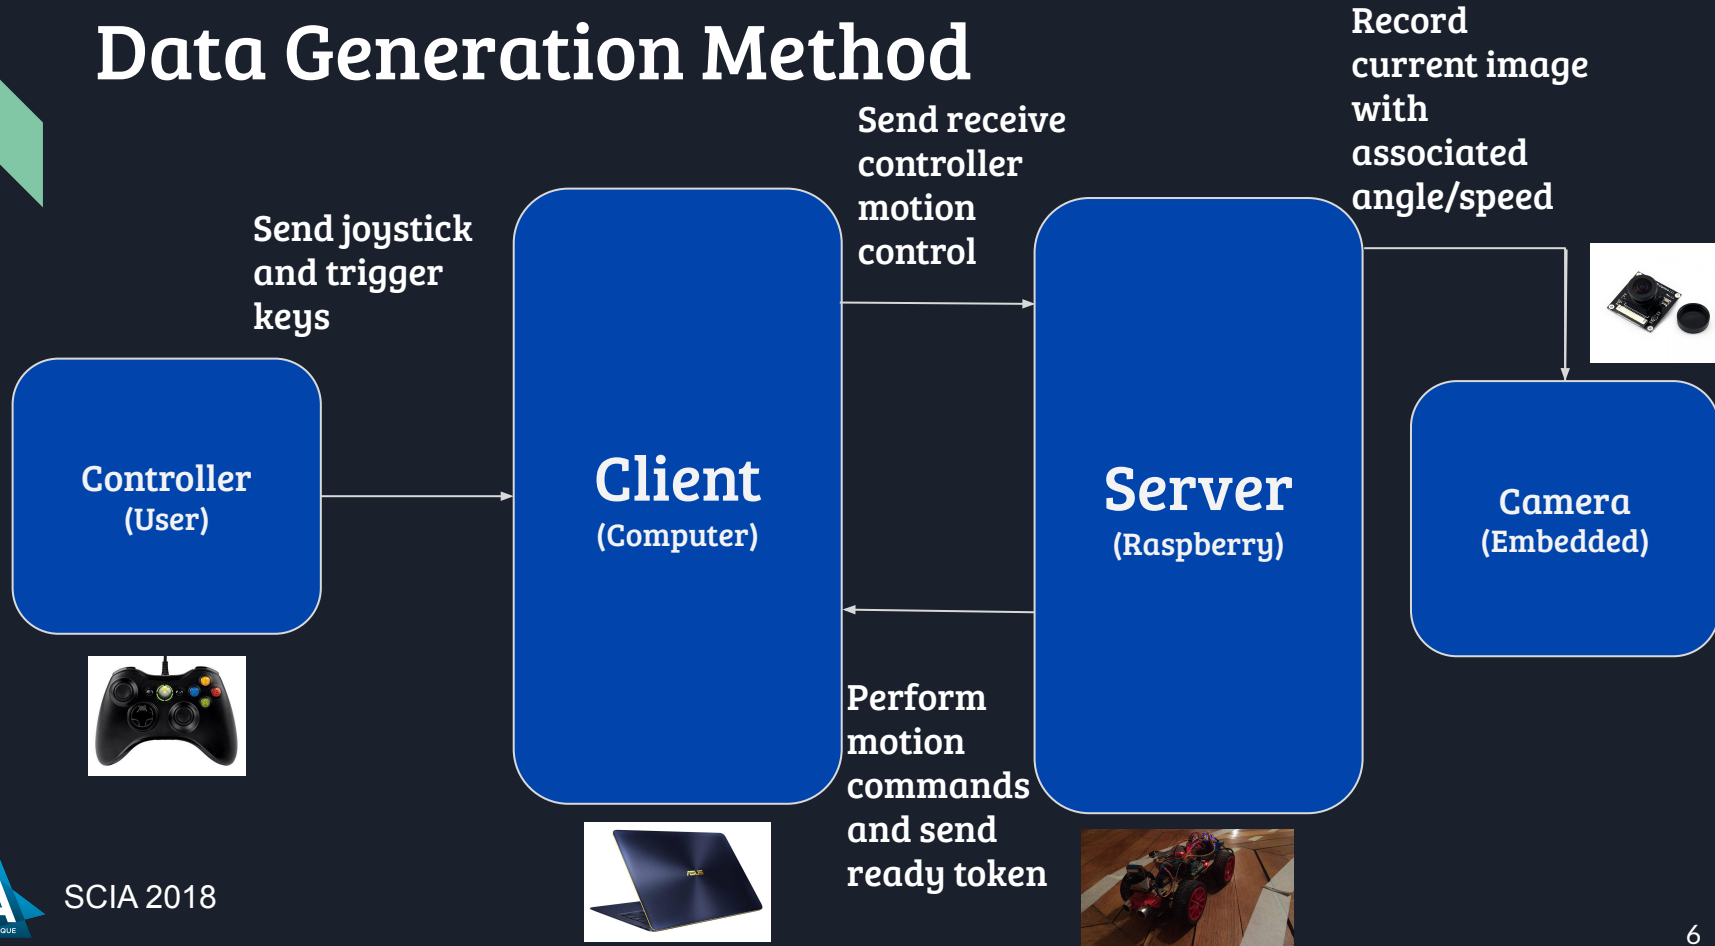 Data Generation Method
Record
current image
with
associated
angle/speed
Send receive
controller
motion
control
Send joystick
and trigger
keys
Controller
(User)
Client
(Computer)
Server
(Raspberry)
Camera
(Embedded)
Perform
motion
commands
and send
ready token
ASUS
A
QUE
SCIA 2018
6